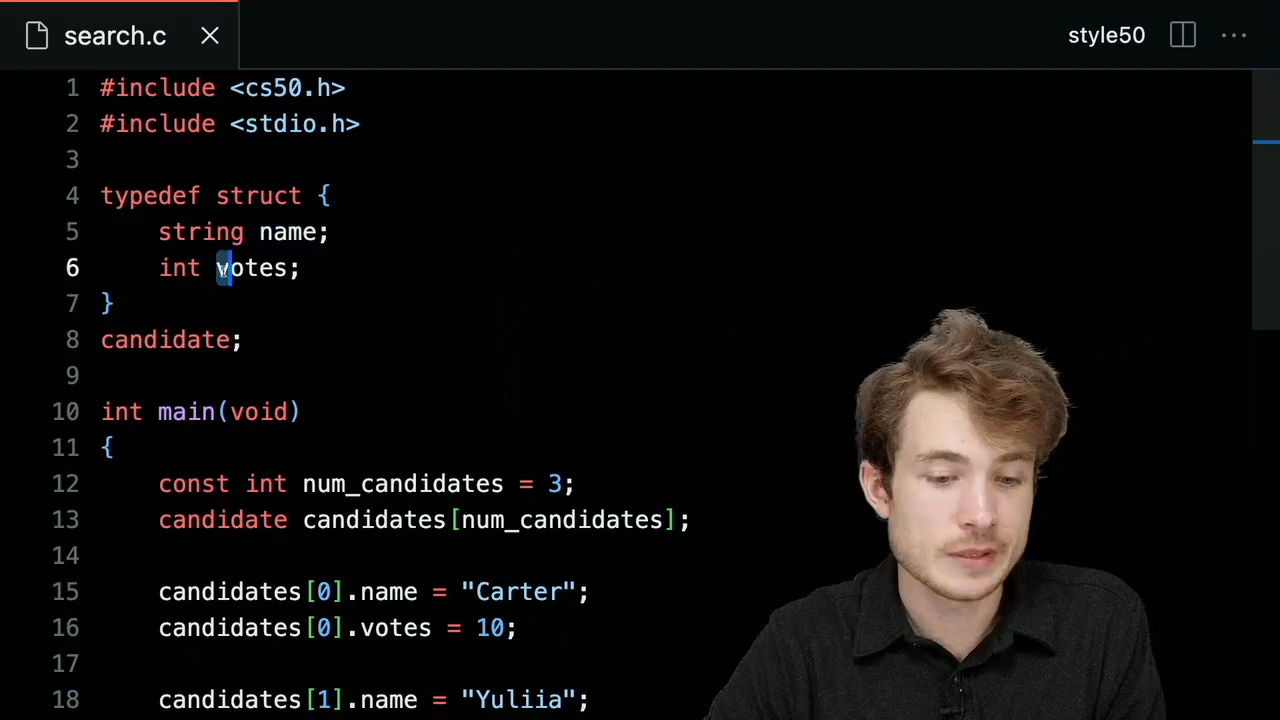 search.c
style50
1 #include <cs50.h>
2 #include <stdio.h>
3
4 typedef struct {
5     string name;
6     int votes;
7 }
8 candidate;
9
10 int main(void)
11 {
12     const int num_candidates = 3;
13     candidate candidates[num_candidates];
14
15     candidates[0].name = "Carter";
16     candidates[0].votes = 10;
17
18     candidates[1].name = "Yuliia";